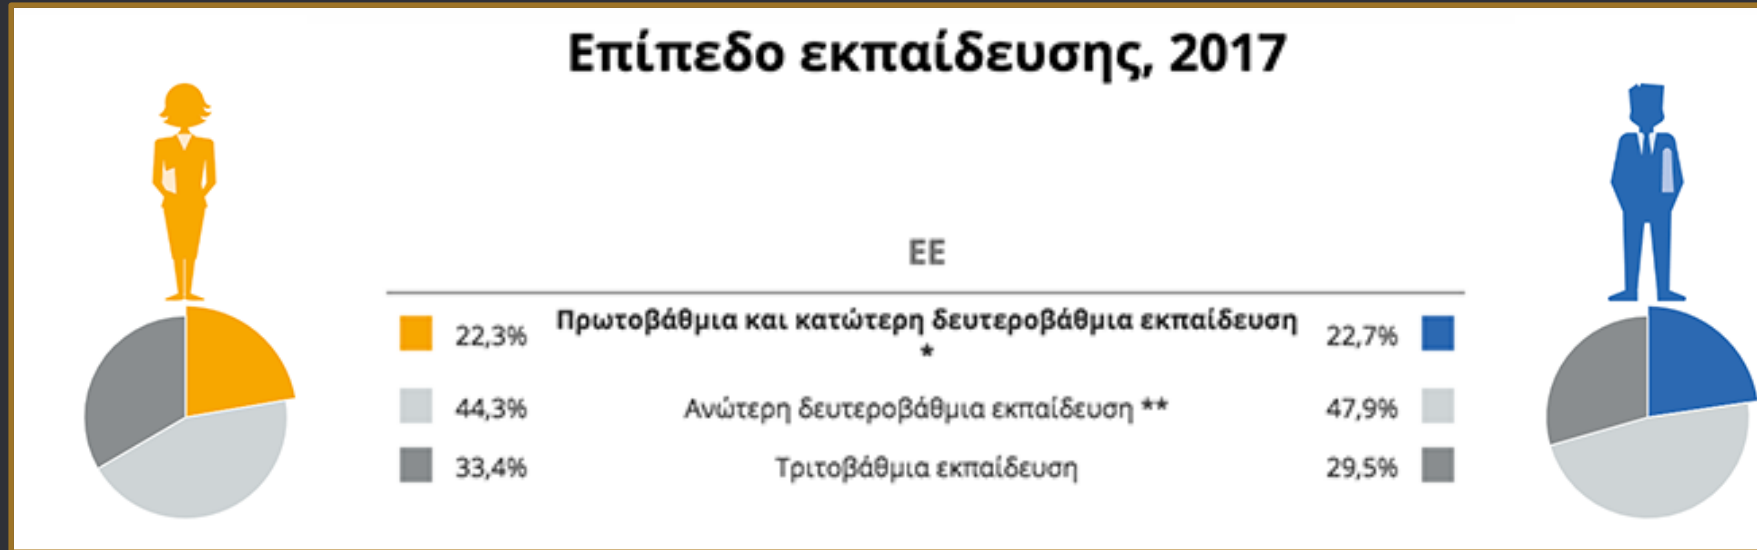 Επίπεδο εκπαίδευσης, 2017
ΕΕ
22,3% Πρωτοβάθμια και κατώτερη δευτεροβάθμια εκπαίδευση 22,7%
*
44,3% Ανώτερη δευτεροβάθμια εκπαίδευση ** 47,9%
33,4% Τριτοβάθμια εκπαίδευση 29,5%